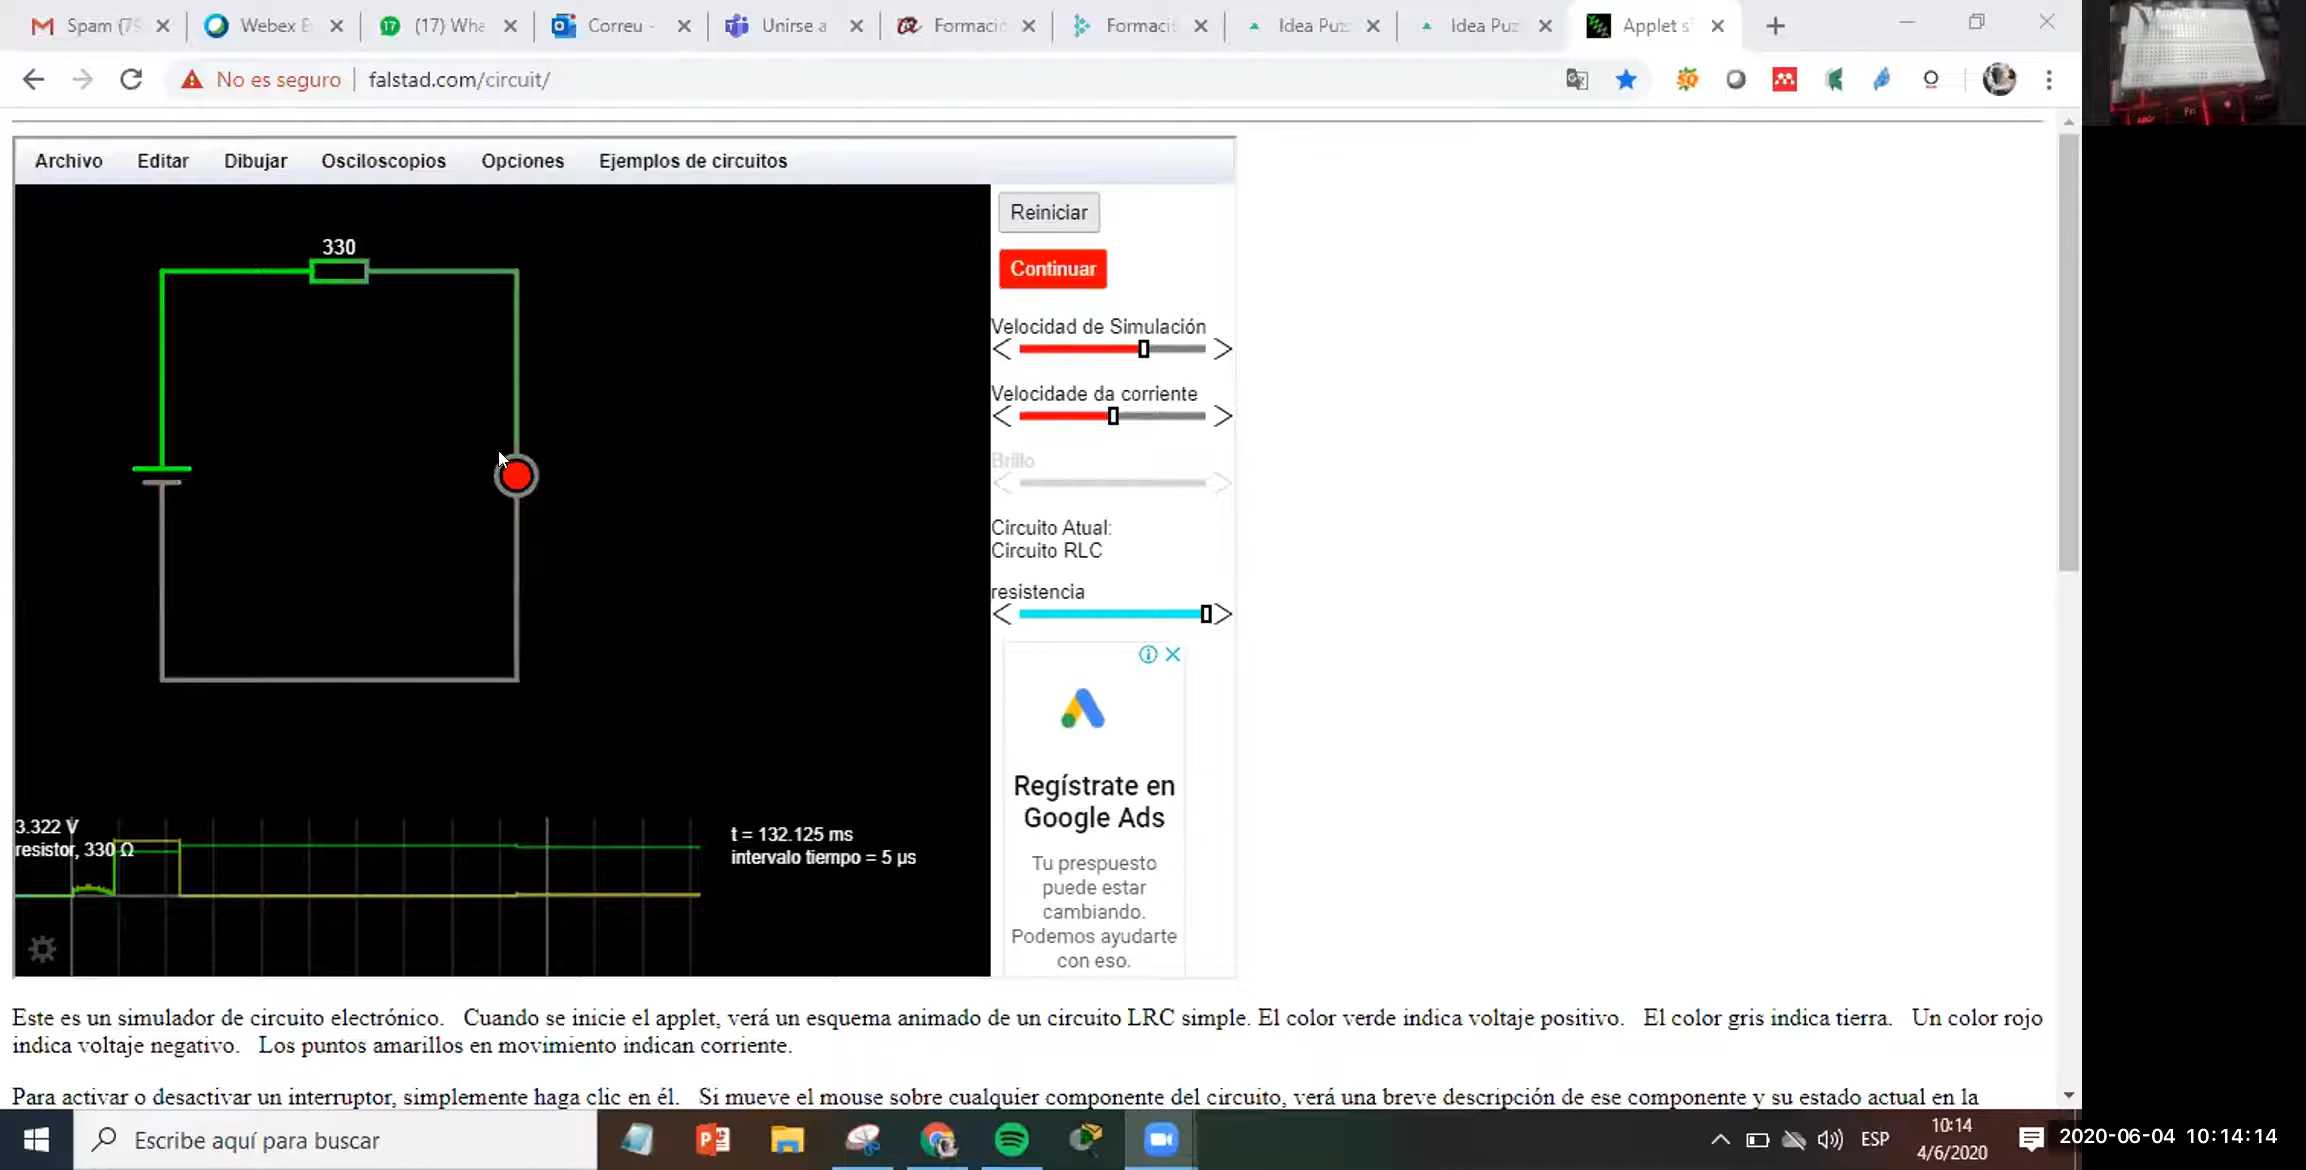 Spam (75
Webex E
(17) Wha
Correu -
Unirse a
Formació
Formació
Idea Puz
Idea Puz
Applet s
No es seguro
falstad.com/circuit/
Archivo Editar Dibujar Osciloscopios Opciones Ejemplos de circuitos
330
Reiniciar
Continuar
Velocidad de Simulación
Velocidade da corriente
Brillo
Circuito Atual:
Circuito RLC
resistencia
Regístrate en
Google Ads
Tu prespuesto
puede estar
cambiando.
Podemos ayudarte
con eso.
3.322 V
resistor, 330 Ω
t = 132.125 ms
intervalo tiempo = 5 µs
Este es un simulador de circuito electrónico. Cuando se inicie el applet, verá un esquema animado de un circuito LRC simple. El color verde indica voltaje positivo. El color gris indica tierra. Un color rojo
indica voltaje negativo. Los puntos amarillos en movimiento indican corriente.
Para activar o desactivar un interruptor, simplemente haga clic en él. Si mueve el mouse sobre cualquier componente del circuito, verá una breve descripción de ese componente y su estado actual en la
Escribe aquí para buscar
ESP
10:14
4/6/2020
2020-06-04 10:14:14